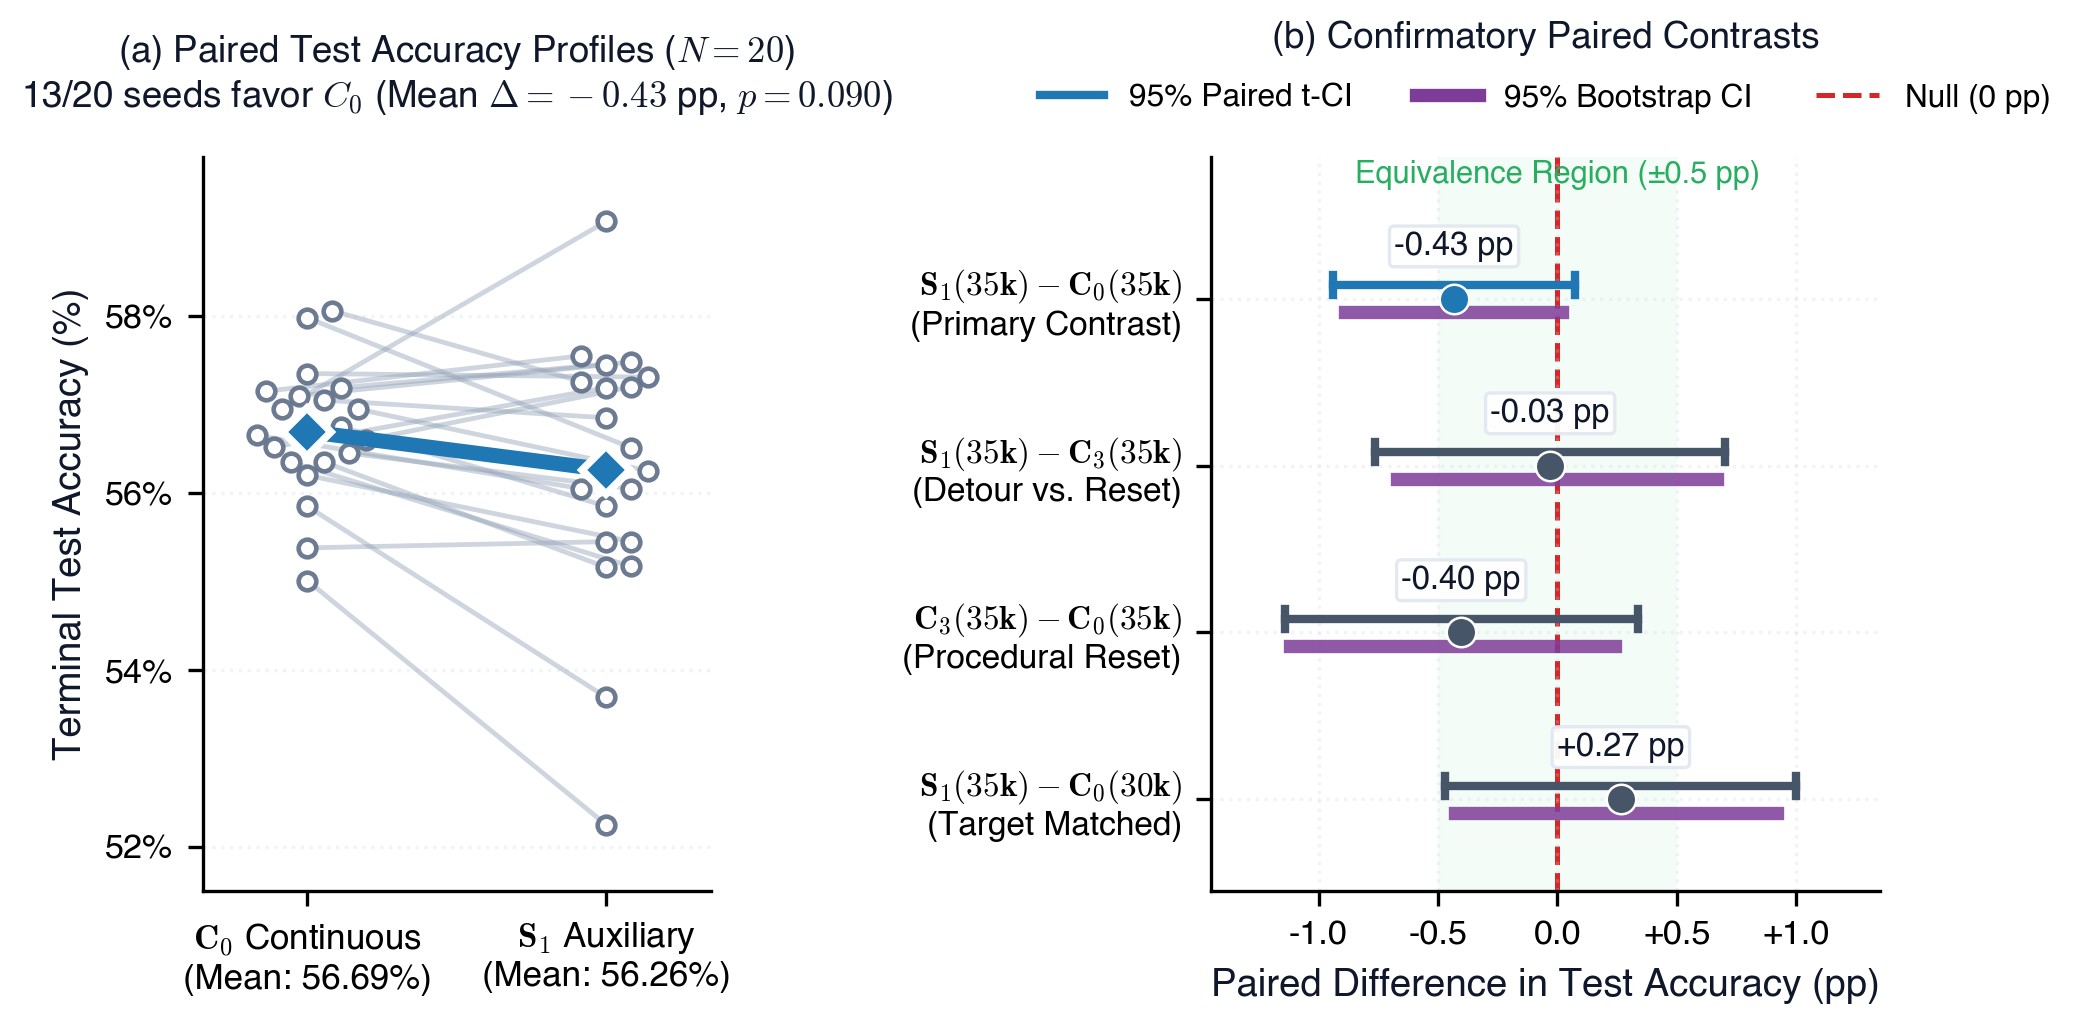 (a) Paired Test Accuracy Profiles (N = 20)
13/20 seeds favor C₀ (Mean Δ = −0.43 pp, p = 0.090)
Terminal Test Accuracy (%)
58%
56%
54%
52%
C₀ Continuous
(Mean: 56.69%)
S₁ Auxiliary
(Mean: 56.26%)
(b) Confirmatory Paired Contrasts
95% Paired t-CI
95% Bootstrap CI
Null (0 pp)
Equivalence Region (±0.5 pp)
S₁(35k) − C₀(35k)
(Primary Contrast)
-0.43 pp
S₁(35k) − C₃(35k)
(Detour vs. Reset)
-0.03 pp
C₃(35k) − C₀(35k)
(Procedural Reset)
-0.40 pp
S₁(35k) − C₀(30k)
(Target Matched)
+0.27 pp
-1.0
-0.5
0.0
+0.5
+1.0
Paired Difference in Test Accuracy (pp)